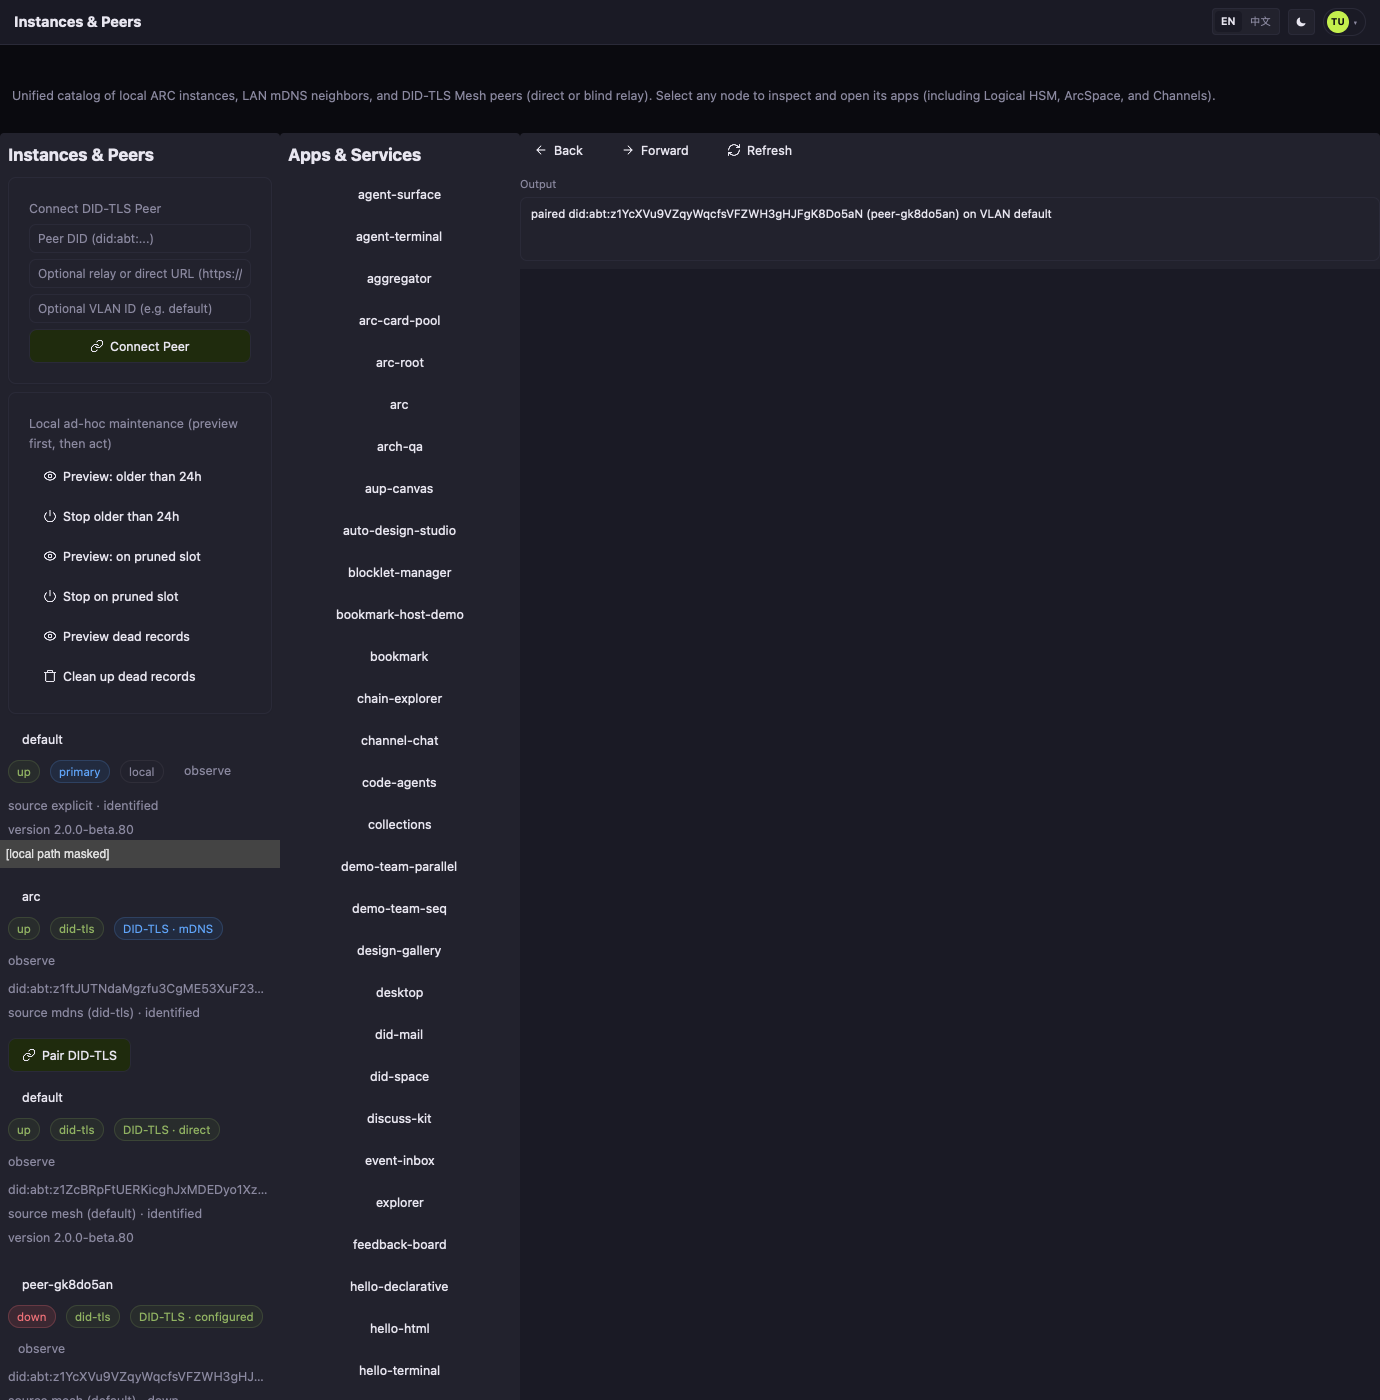 Instances & Peers
EN 中文 TU
Unified catalog of local ARC instances, LAN mDNS neighbors, and DID-TLS Mesh peers (direct or blind relay). Select any node to inspect and open its apps (including Logical HSM, ArcSpace, and Channels).
Instances & Peers
Connect DID-TLS Peer
Peer DID (did:abt:...)
Optional relay or direct URL (https://
Optional VLAN ID (e.g. default)
Connect Peer
Local ad-hoc maintenance (preview
first, then act)
Preview: older than 24h
Stop older than 24h
Preview: on pruned slot
Stop on pruned slot
Preview dead records
Clean up dead records
default
up primary local observe
source explicit · identified
version 2.0.0-beta.80
[local path masked]
arc
up did-tls DID-TLS · mDNS
observe
did:abt:z1ftJUTNdaMgzfu3CgME53XuF23...
source mdns (did-tls) · identified
Pair DID-TLS
default
up did-tls DID-TLS · direct
observe
did:abt:z1ZcBRpFtUERKicghJxMDEDyo1Xz...
source mesh (default) · identified
version 2.0.0-beta.80
peer-gk8do5an
down did-tls DID-TLS · configured
observe
did:abt:z1YcXVu9VZqyWqcfsVFZWH3gHJ...
source mesh (default) · down
Apps & Services
agent-surface
agent-terminal
aggregator
arc-card-pool
arc-root
arc
arch-qa
aup-canvas
auto-design-studio
blocklet-manager
bookmark-host-demo
bookmark
chain-explorer
channel-chat
code-agents
collections
demo-team-parallel
demo-team-seq
design-gallery
desktop
did-mail
did-space
discuss-kit
event-inbox
explorer
feedback-board
hello-declarative
hello-html
hello-terminal
Back Forward Refresh
Output
paired did:abt:z1YcXVu9VZqyWqcfsVFZWH3gHJFgK8Do5aN (peer-gk8do5an) on VLAN default